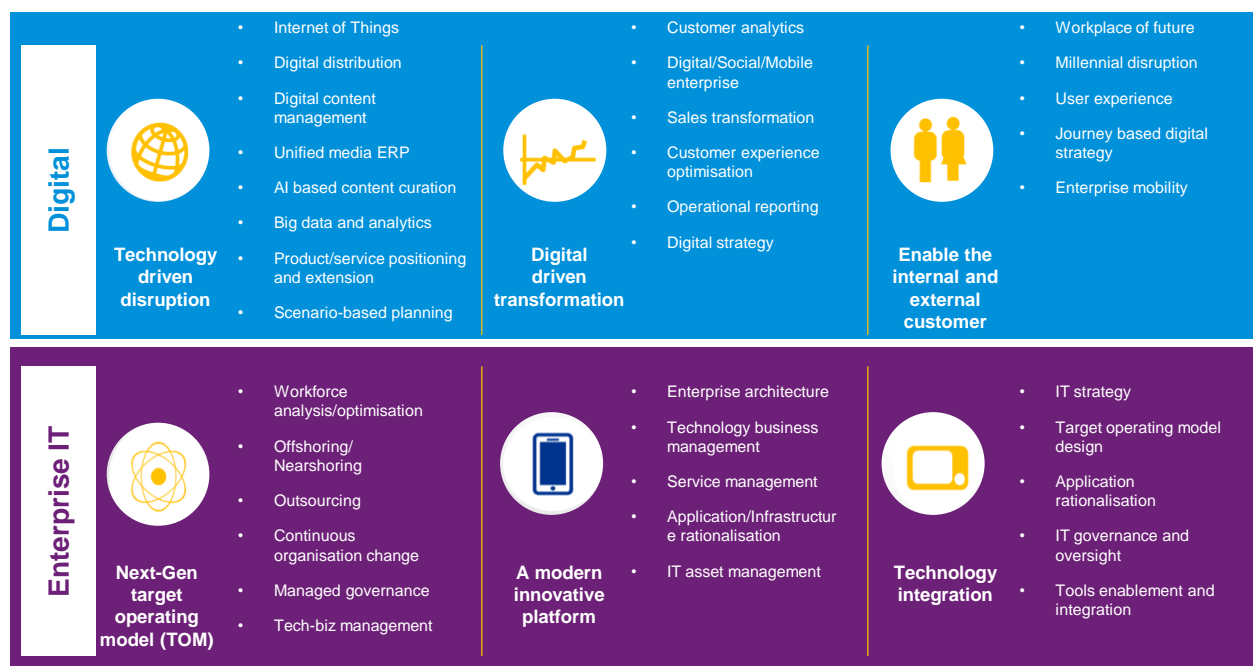 Digital
Technology
driven
disruption
• Internet of Things
• Digital distribution
• Digital content
management
• Unified media ERP
• AI based content curation
• Big data and analytics
• Product/service positioning
and extension
• Scenario-based planning
Digital
driven
transformation
• Customer analytics
• Digital/Social/Mobile
enterprise
• Sales transformation
• Customer experience
optimisation
• Operational reporting
• Digital strategy
Enable the
internal and
external
customer
• Workplace of future
• Millennial disruption
• User experience
• Journey based digital
strategy
• Enterprise mobility
Enterprise IT
Next-Gen
target
operating
model (TOM)
• Workforce
analysis/optimisation
• Offshoring/
Nearshoring
• Outsourcing
• Continuous
organisation change
• Managed governance
• Tech-biz management
A modern
innovative
platform
• Enterprise architecture
• Technology business
management
• Service management
• Application/Infrastructur
e rationalisation
• IT asset management
Technology
integration
• IT strategy
• Target operating model
design
• Application
rationalisation
• IT governance and
oversight
• Tools enablement and
integration